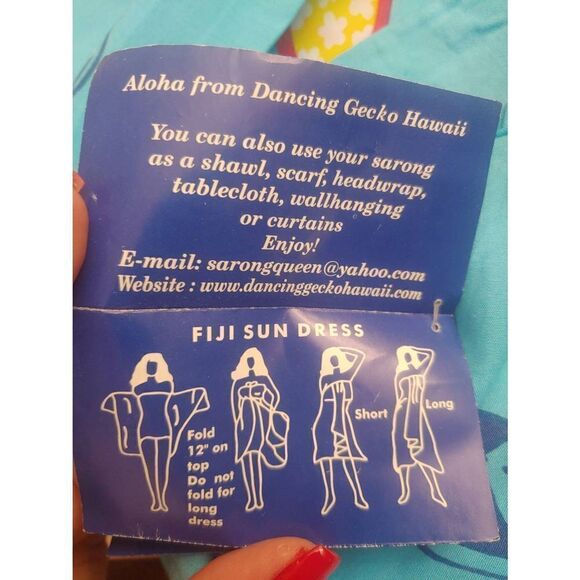 Aloha from Dancing Gecko Hawaii
You can also use your sarong
as a shawl, scarf, headwrap,
tablecloth, wallhanging
or curtains
Enjoy!
E-mail: sarongqueen@yahoo.com
Website : www.dancinggeckohawaii.com
FIJI SUN DRESS
Fold
12" on
top
Do not
fold for
long
dress
Short
Long